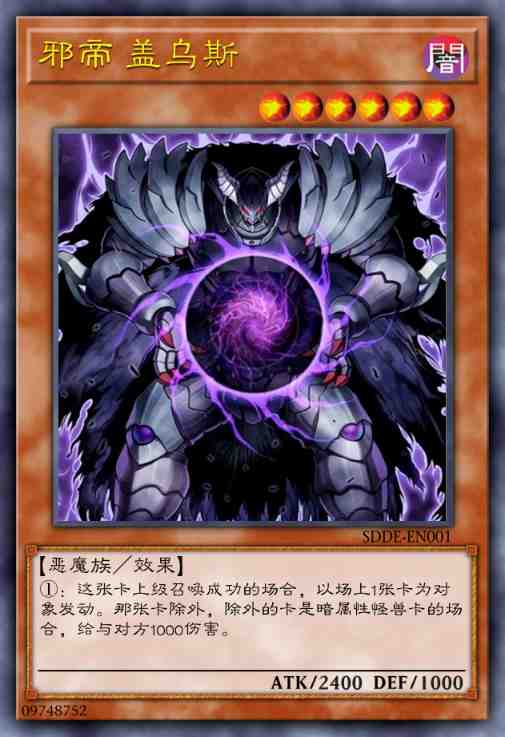 邪帝 盖乌斯
闇
SDDE-EN001
【恶魔族／效果】
①：这张卡上级召唤成功的场合，以场上1张卡为对
象发动。那张卡除外，除外的卡是暗属性怪兽卡的场
合，给与对方1000伤害。
ATK/2400 DEF/1000
09748752